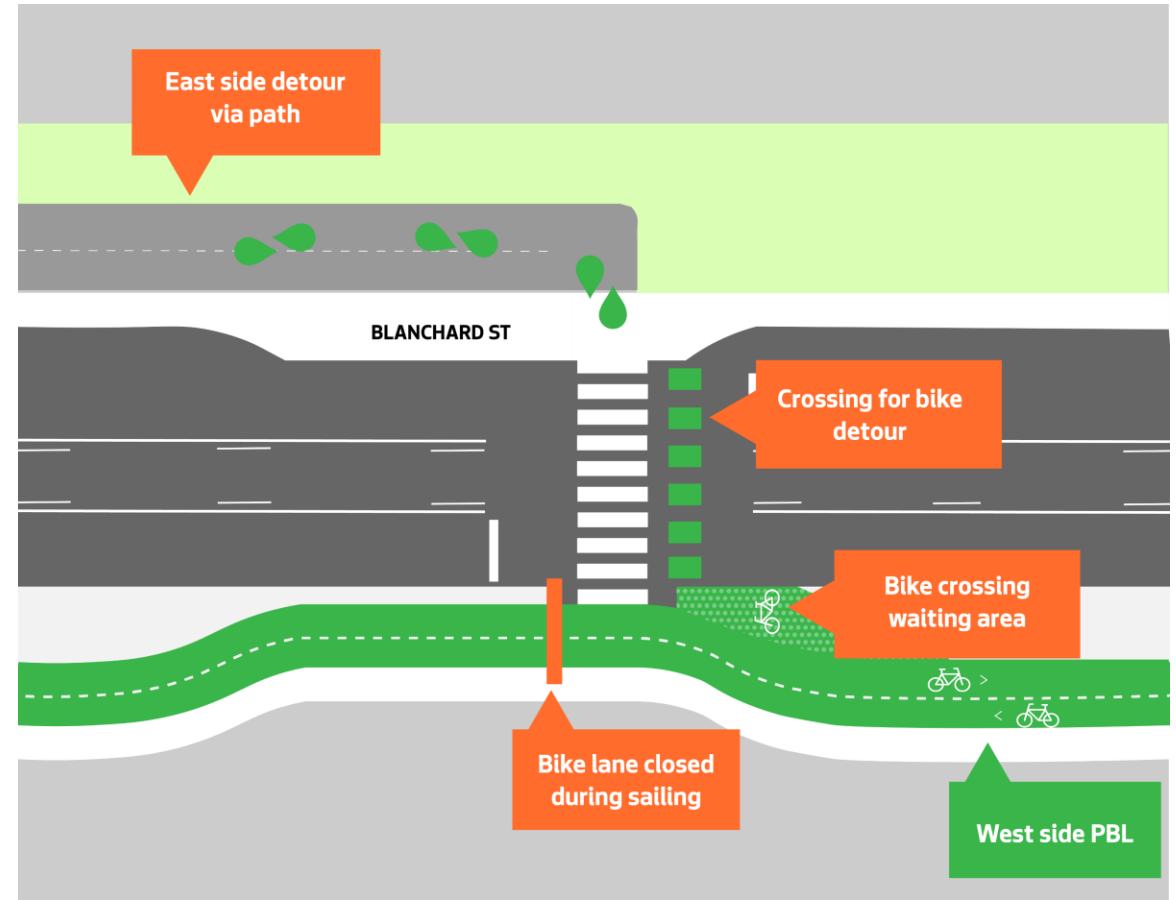 East side detour
via path
BLANCHARD ST
Crossing for bike
detour
Bike crossing
waiting area
Bike lane closed
during sailing
West side PBL